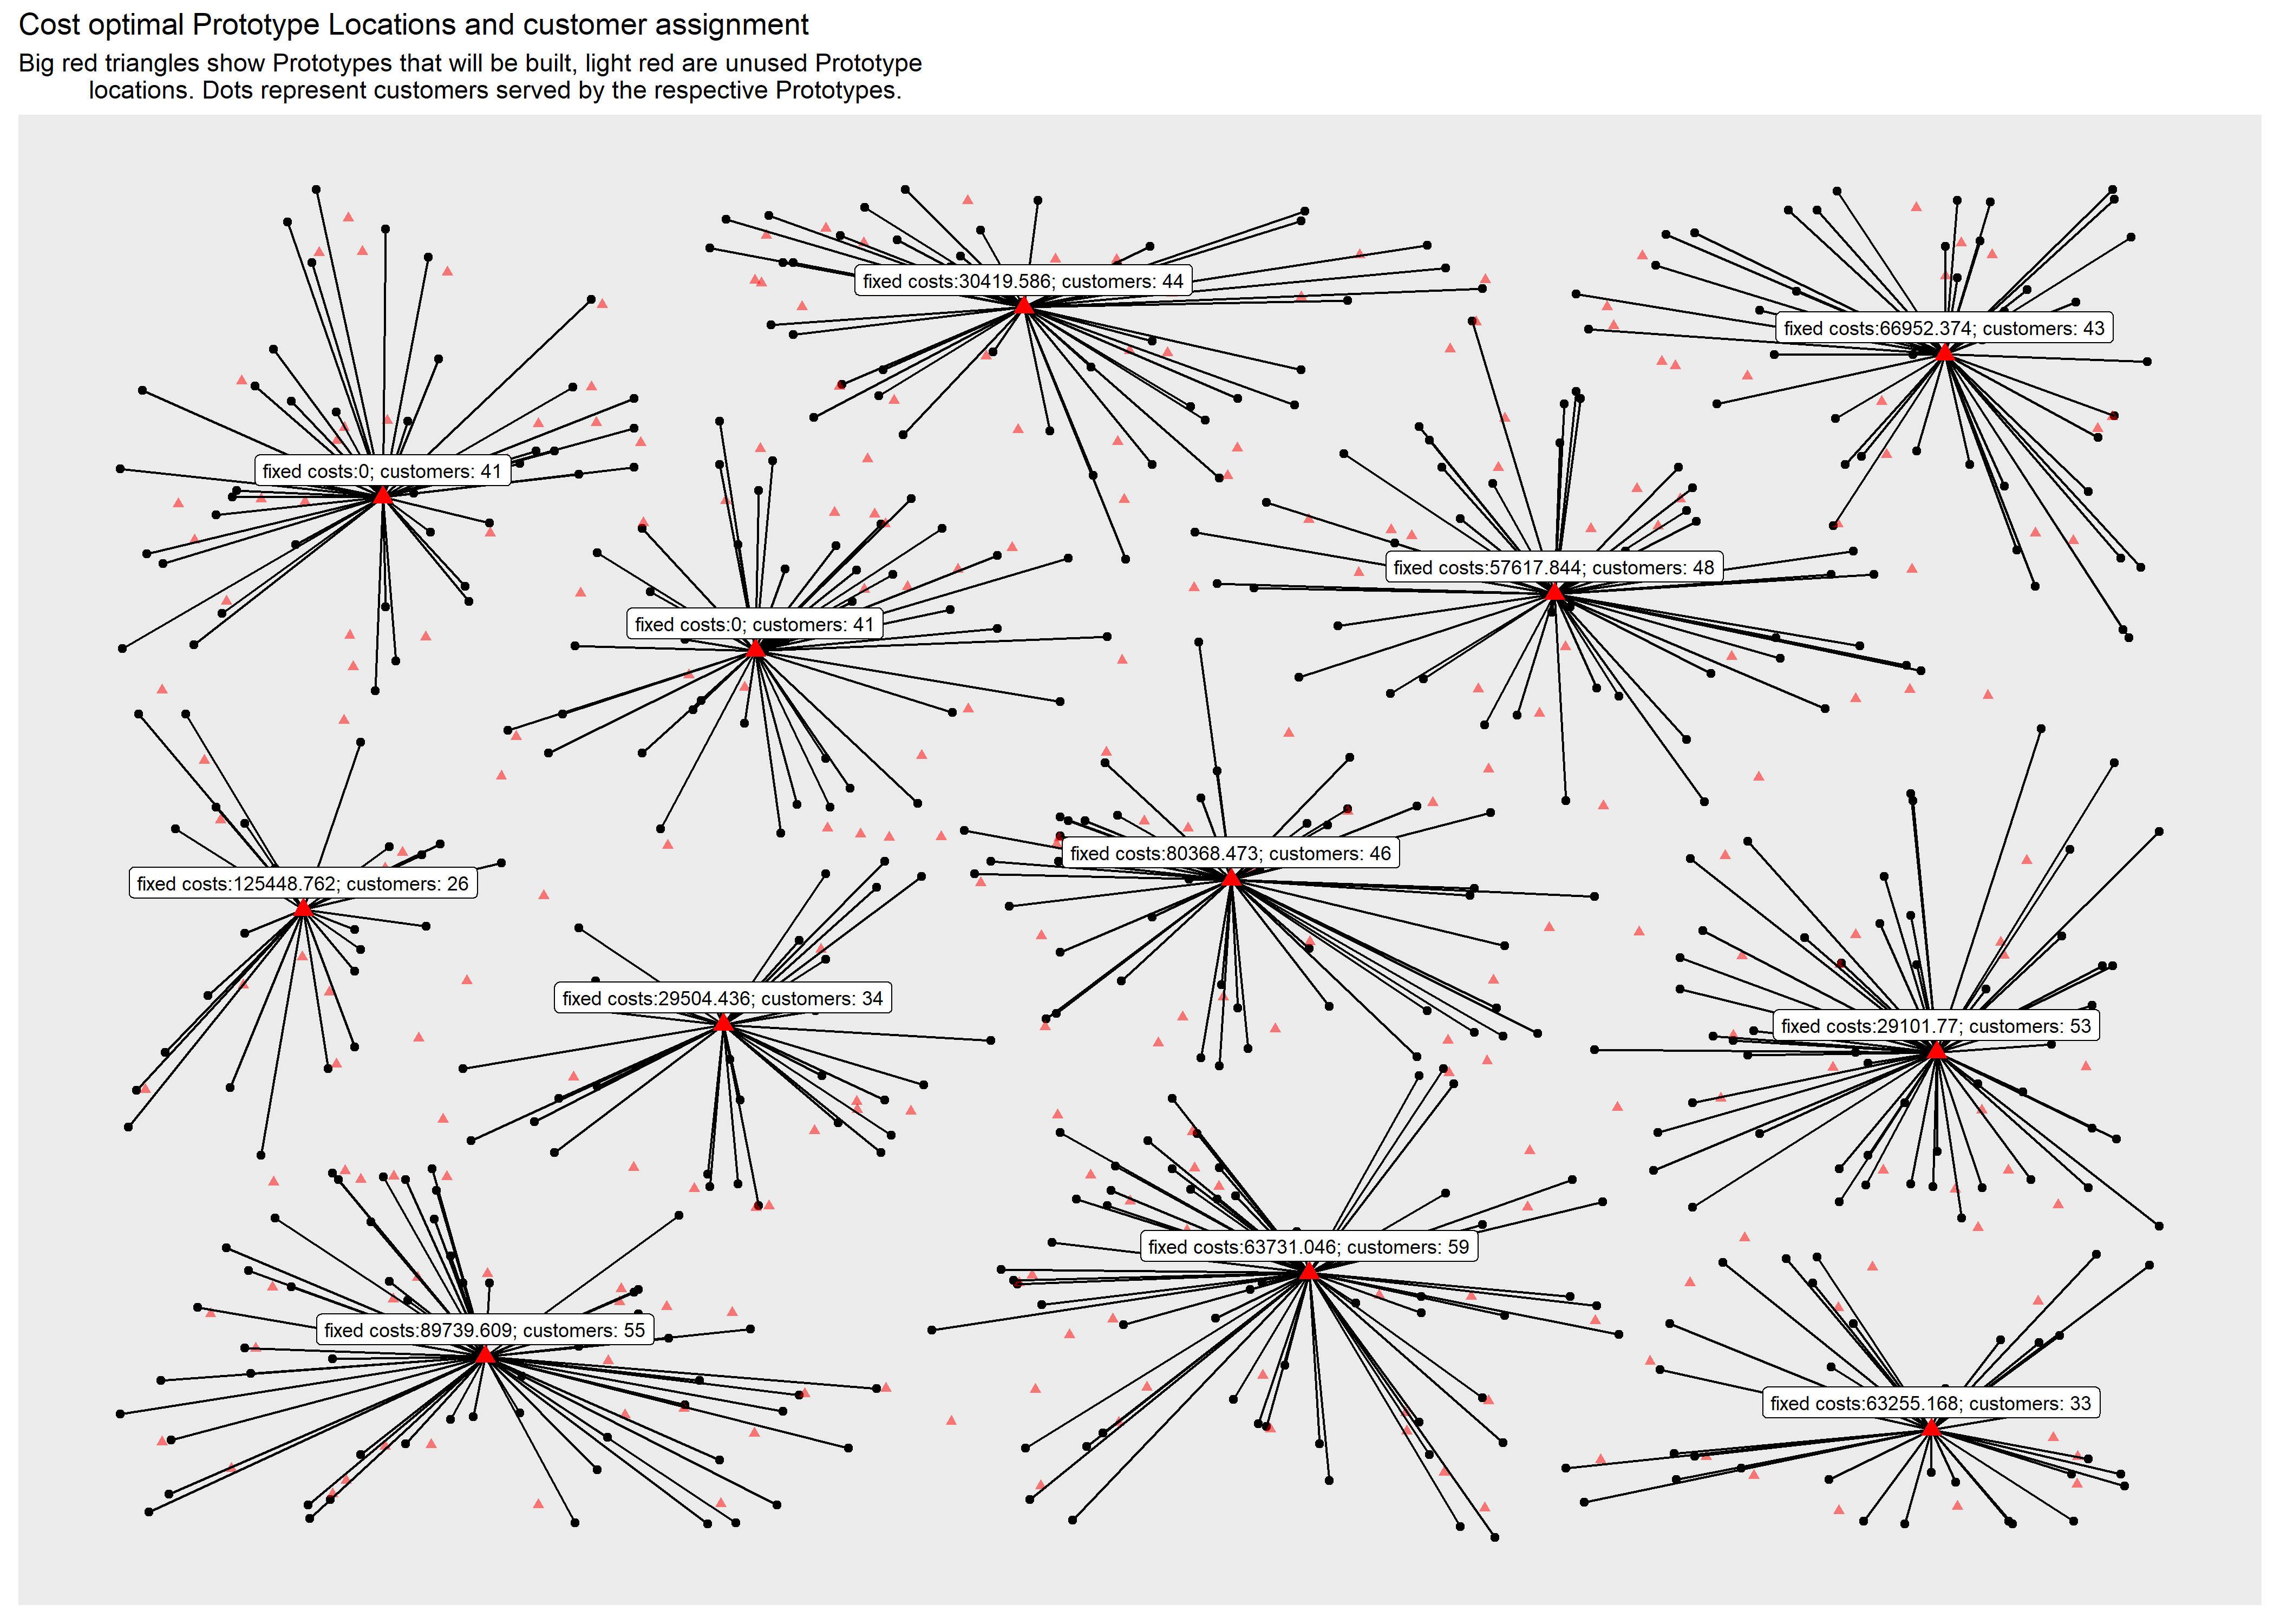 Cost optimal Prototype Locations and customer assignment
Big red triangles show Prototypes that will be built, light red are unused Prototype
locations. Dots represent customers served by the respective Prototypes.
fixed costs:30419.586; customers: 44
fixed costs:66952.374; customers: 43
fixed costs:0; customers: 41
fixed costs:57617.844; customers: 48
fixed costs:0; customers: 41
fixed costs:80368.473; customers: 46
fixed costs:125448.762; customers: 26
fixed costs:29504.436; customers: 34
fixed costs:29101.77; customers: 53
fixed costs:63731.046; customers: 59
fixed costs:89739.609; customers: 55
fixed costs:63255.168; customers: 33